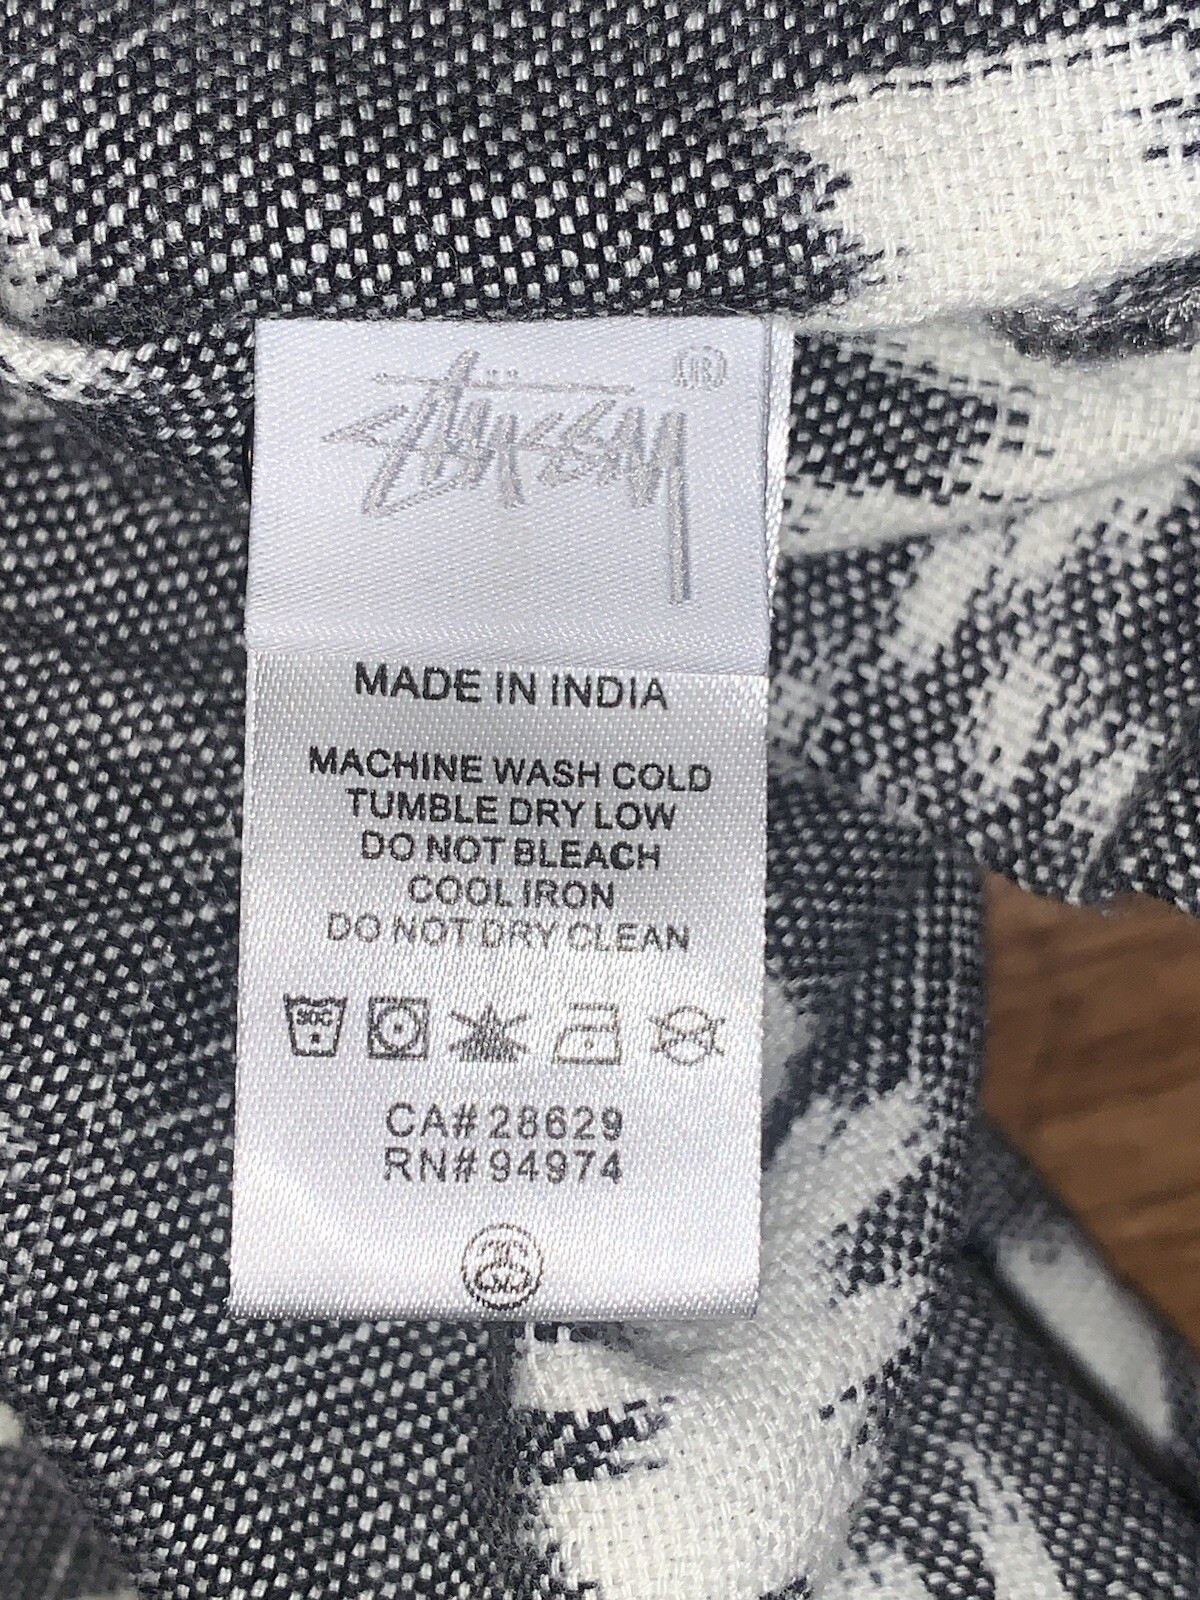 Stüssy ®
MADE IN INDIA
MACHINE WASH COLD
TUMBLE DRY LOW
DO NOT BLEACH
COOL IRON
DO NOT DRY CLEAN
30C
CA# 28629
RN# 94974